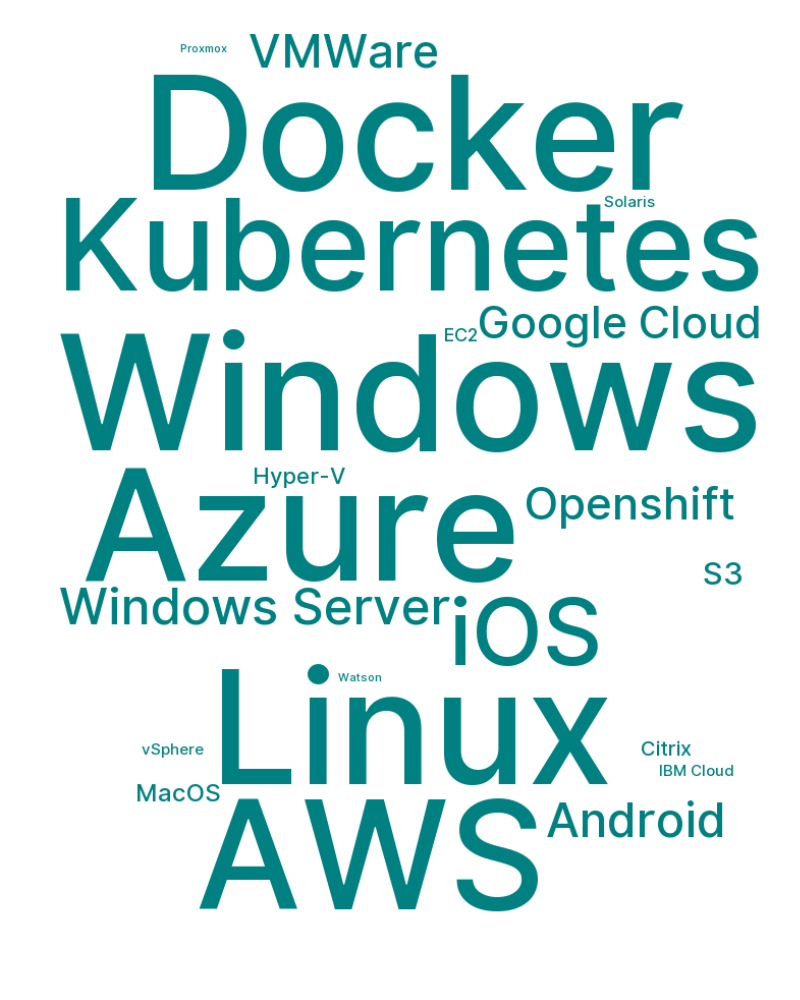 Proxmox
VMWare
Docker
Solaris
Kubernetes
Google Cloud
EC2
Windows
Hyper-V
Azure
Openshift
S3
Windows Server
iOS
Watson
Linux
vSphere
Citrix
IBM Cloud
MacOS
Android
AWS